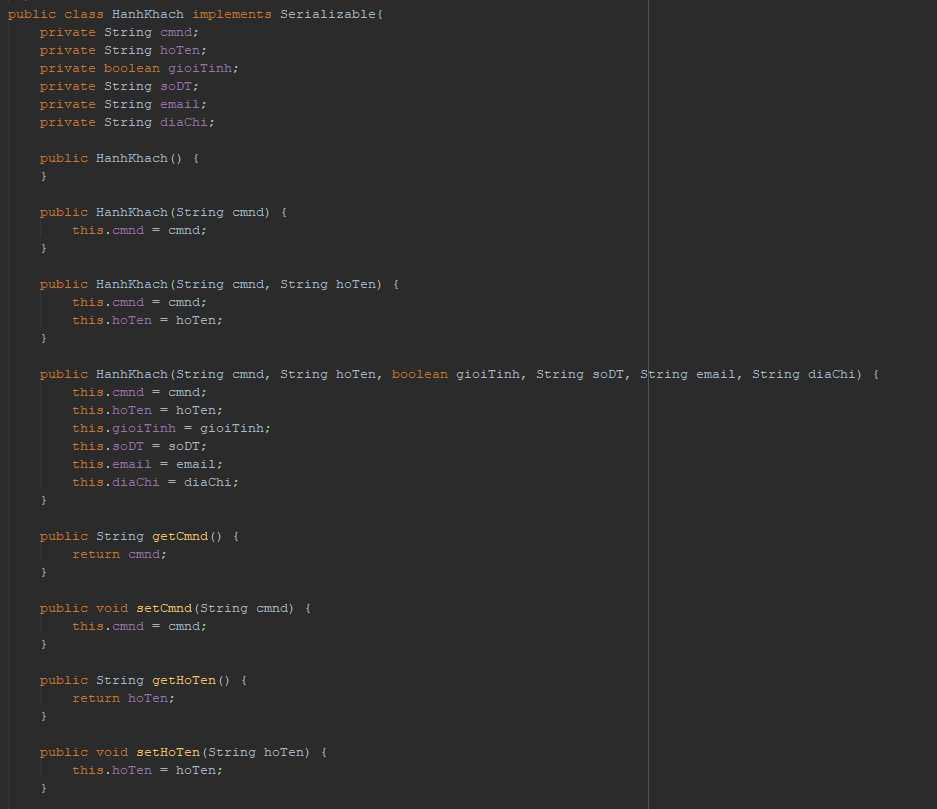 public class HanhKhach implements Serializable{
private String cmnd;
private String hoTen;
private boolean gioiTinh;
private String soDT;
private String email;
private String diaChi;
public HanhKhach() {
}
public HanhKhach(String cmnd) {
this.cmnd = cmnd;
}
public HanhKhach(String cmnd, String hoTen) {
this.cmnd = cmnd;
this.hoTen = hoTen;
}
public HanhKhach(String cmnd, String hoTen, boolean gioiTinh, String soDT, String email, String diaChi) {
this.cmnd = cmnd;
this.hoTen = hoTen;
this.gioiTinh = gioiTinh;
this.soDT = soDT;
this.email = email;
this.diaChi = diaChi;
}
public String getCmnd() {
return cmnd;
}
public void setCmnd(String cmnd) {
this.cmnd = cmnd;
}
public String getHoTen() {
return hoTen;
}
public void setHoTen(String hoTen) {
this.hoTen = hoTen;
}